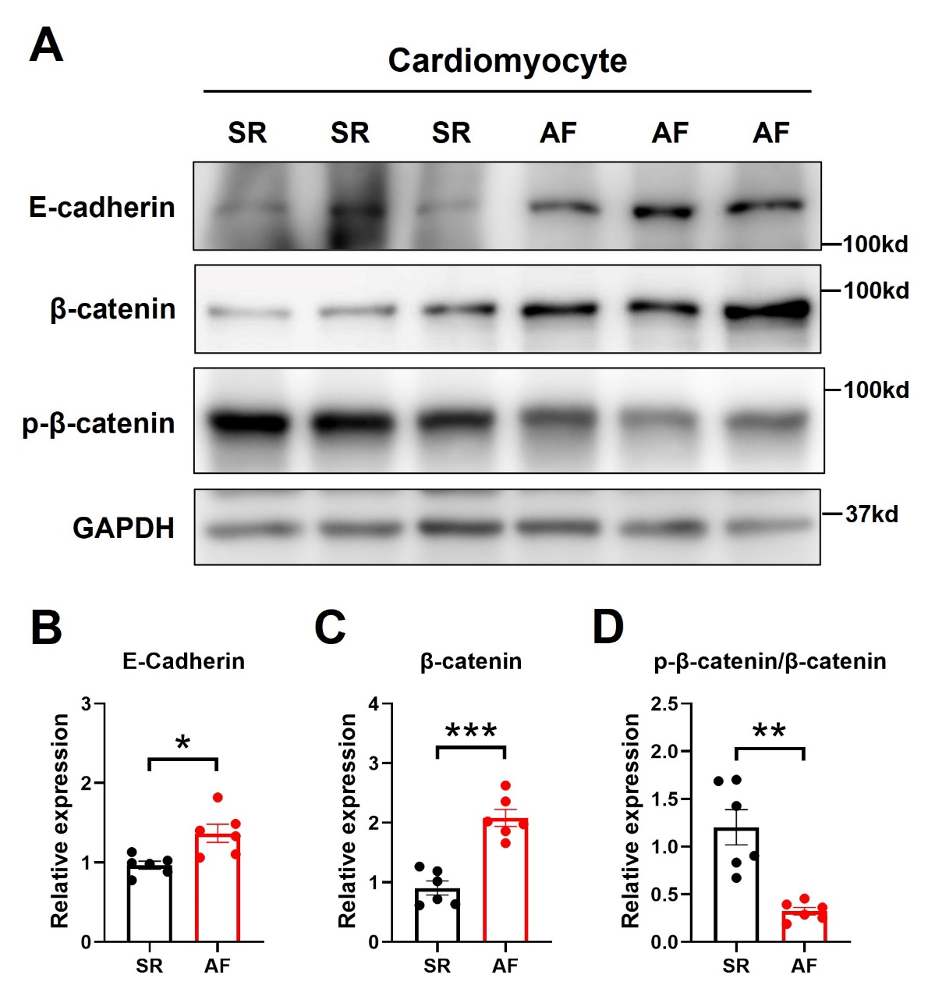 A
Cardiomyocyte
SR SR SR AF AF AF
E-cadherin
100kd
β-catenin
100kd
p-β-catenin
100kd
GAPDH
37kd
B
E-Cadherin
Relative expression
3
2
1
0
*
SR AF
C
β-catenin
Relative expression
4
3
2
1
0
***
SR AF
D
p-β-catenin/β-catenin
Relative expression
2.5
2.0
1.5
1.0
0.5
0.0
**
SR AF